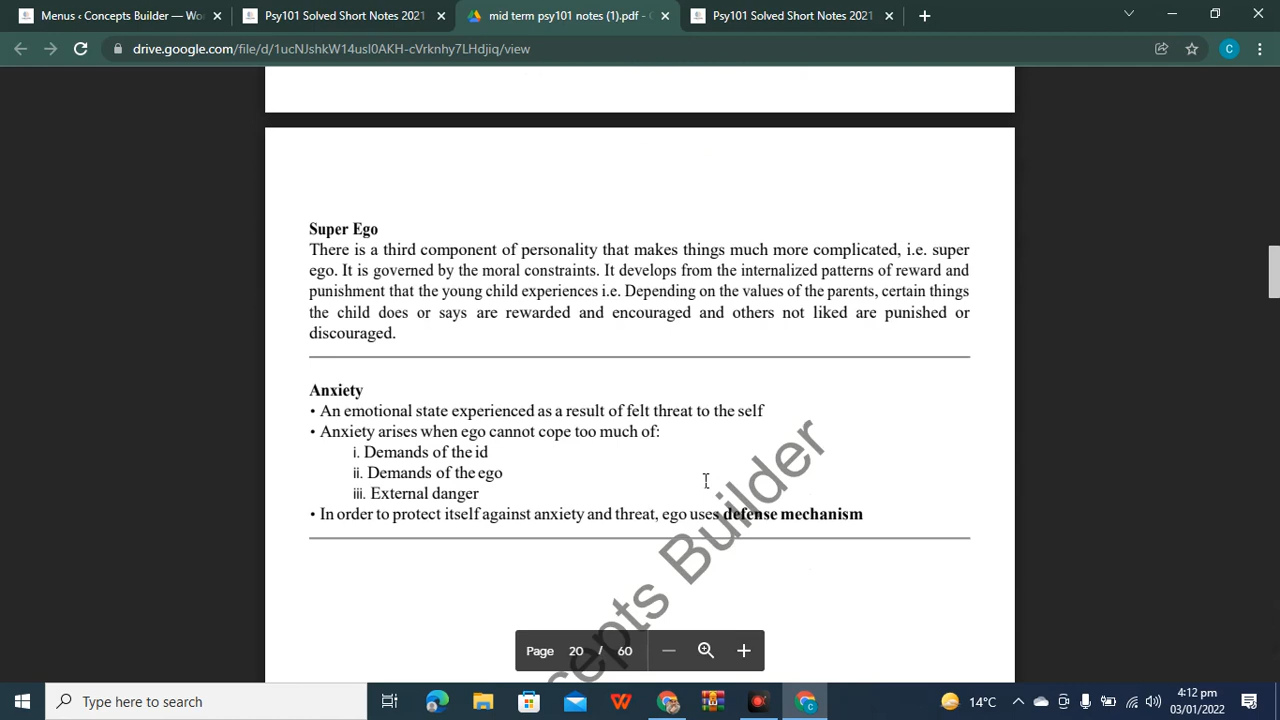 Menus ‹ Concepts Builder — Wor
Psy101 Solved Short Notes 2021
mid term psy101 notes (1).pdf - G
Psy101 Solved Short Notes 2021
drive.google.com/file/d/1ucNJshkW14usl0AKH-cVrknhy7LHdjiq/view
C
Super Ego
There is a third component of personality that makes things much more complicated, i.e. super
ego. It is governed by the moral constraints. It develops from the internalized patterns of reward and
punishment that the young child experiences i.e. Depending on the values of the parents, certain things
the child does or says are rewarded and encouraged and others not liked are punished or
discouraged.
Anxiety
• An emotional state experienced as a result of felt threat to the self
• Anxiety arises when ego cannot cope too much of:
i. Demands of the id
ii. Demands of the ego
iii. External danger
• In order to protect itself against anxiety and threat, ego uses defense mechanism
cepts Builder
Page 20 / 60
Type here to search
14°C
4:12 pm
03/01/2022